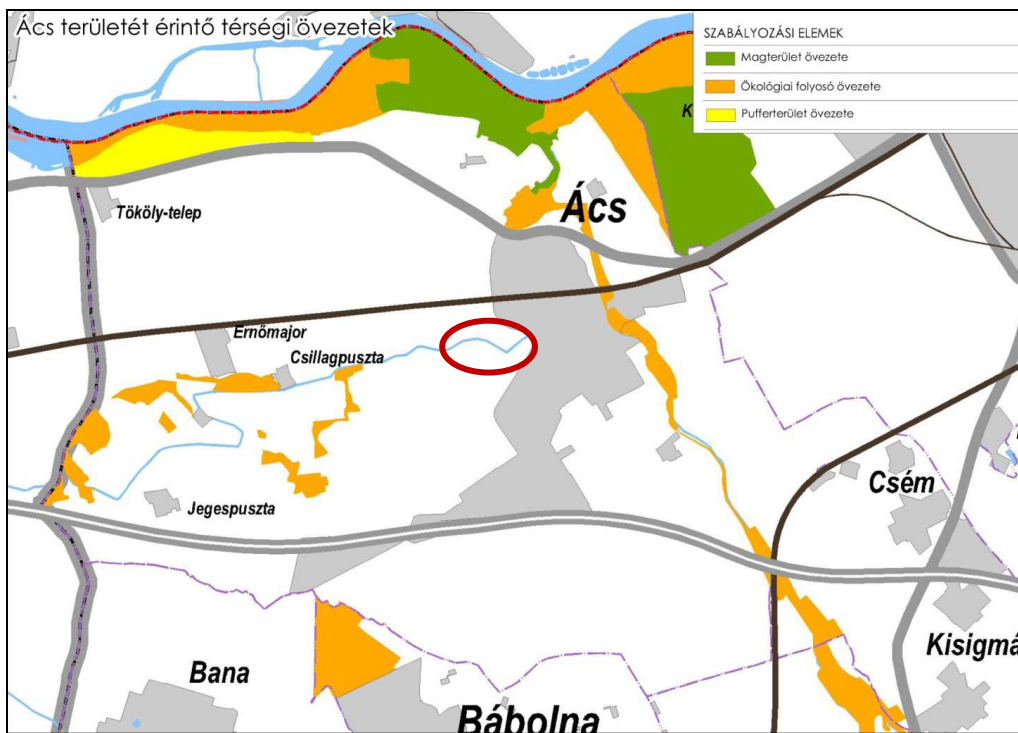 Ács területét érintő térségi övezetek
SZABÁLYOZÁSI ELEMEK
Magterület övezete
Ökológiai folyosó övezete
Pufferterület övezete
Ács
Tököly-telep
Ernőmajor
Csillagpuszta
Jegespuszta
Csém
Bana
Bábolna
Kisigmá